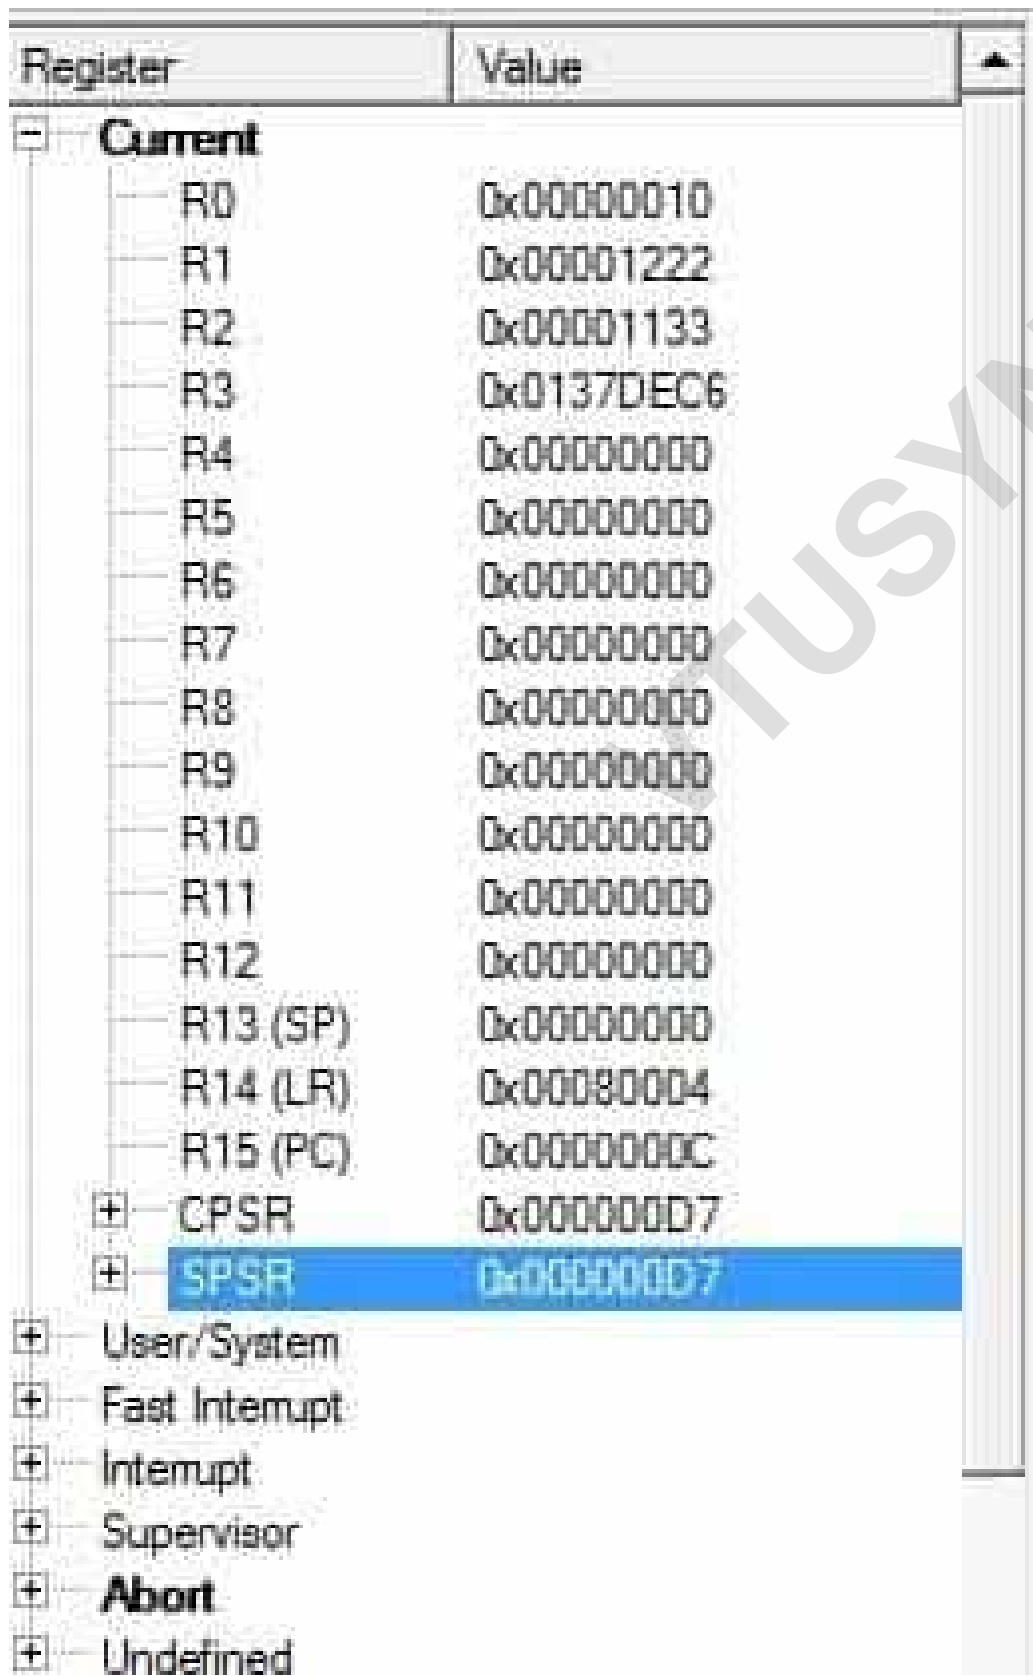 Register Value
Current
R0 0x00000010
R1 0x00001222
R2 0x00001133
R3 0x0137DEC6
R4 0x00000000
R5 0x00000000
R6 0x00000000
R7 0x00000000
R8 0x00000000
R9 0x00000000
R10 0x00000000
R11 0x00000000
R12 0x00000000
R13 (SP) 0x00000000
R14 (LR) 0x00080004
R15 (PC) 0x0000000C
CPSR 0x000000D7
SPSR 0x000000D7
User/System
Fast Interrupt
Interrupt
Supervisor
Abort
Undefined